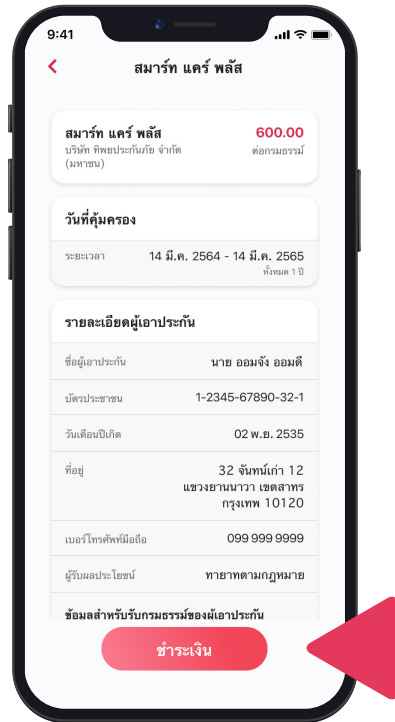 9:41
สมาร์ท แคร์ พลัส
สมาร์ท แคร์ พลัส 600.00
บริษัท ทิพยประกันภัย จำกัด ต่อกรมธรรม์
(มหาชน)
วันที่คุ้มครอง
ระยะเวลา 14 มี.ค. 2564 - 14 มี.ค. 2565
ทั้งหมด 1 ปี
รายละเอียดผู้เอาประกัน
ชื่อผู้เอาประกัน นาย ออมจัง ออมดี
บัตรประชาชน 1-2345-67890-32-1
วันเดือนปีเกิด 02 พ.ย. 2535
ที่อยู่ 32 จันทน์เก่า 12
แขวงยานนาวา เขตสาทร
กรุงเทพ 10120
เบอร์โทรศัพท์มือถือ 099 999 9999
ผู้รับผลประโยชน์ ทายาทตามกฎหมาย
ข้อมูลสำหรับรับกรมธรรม์ของผู้เอาประกัน
ชำระเงิน